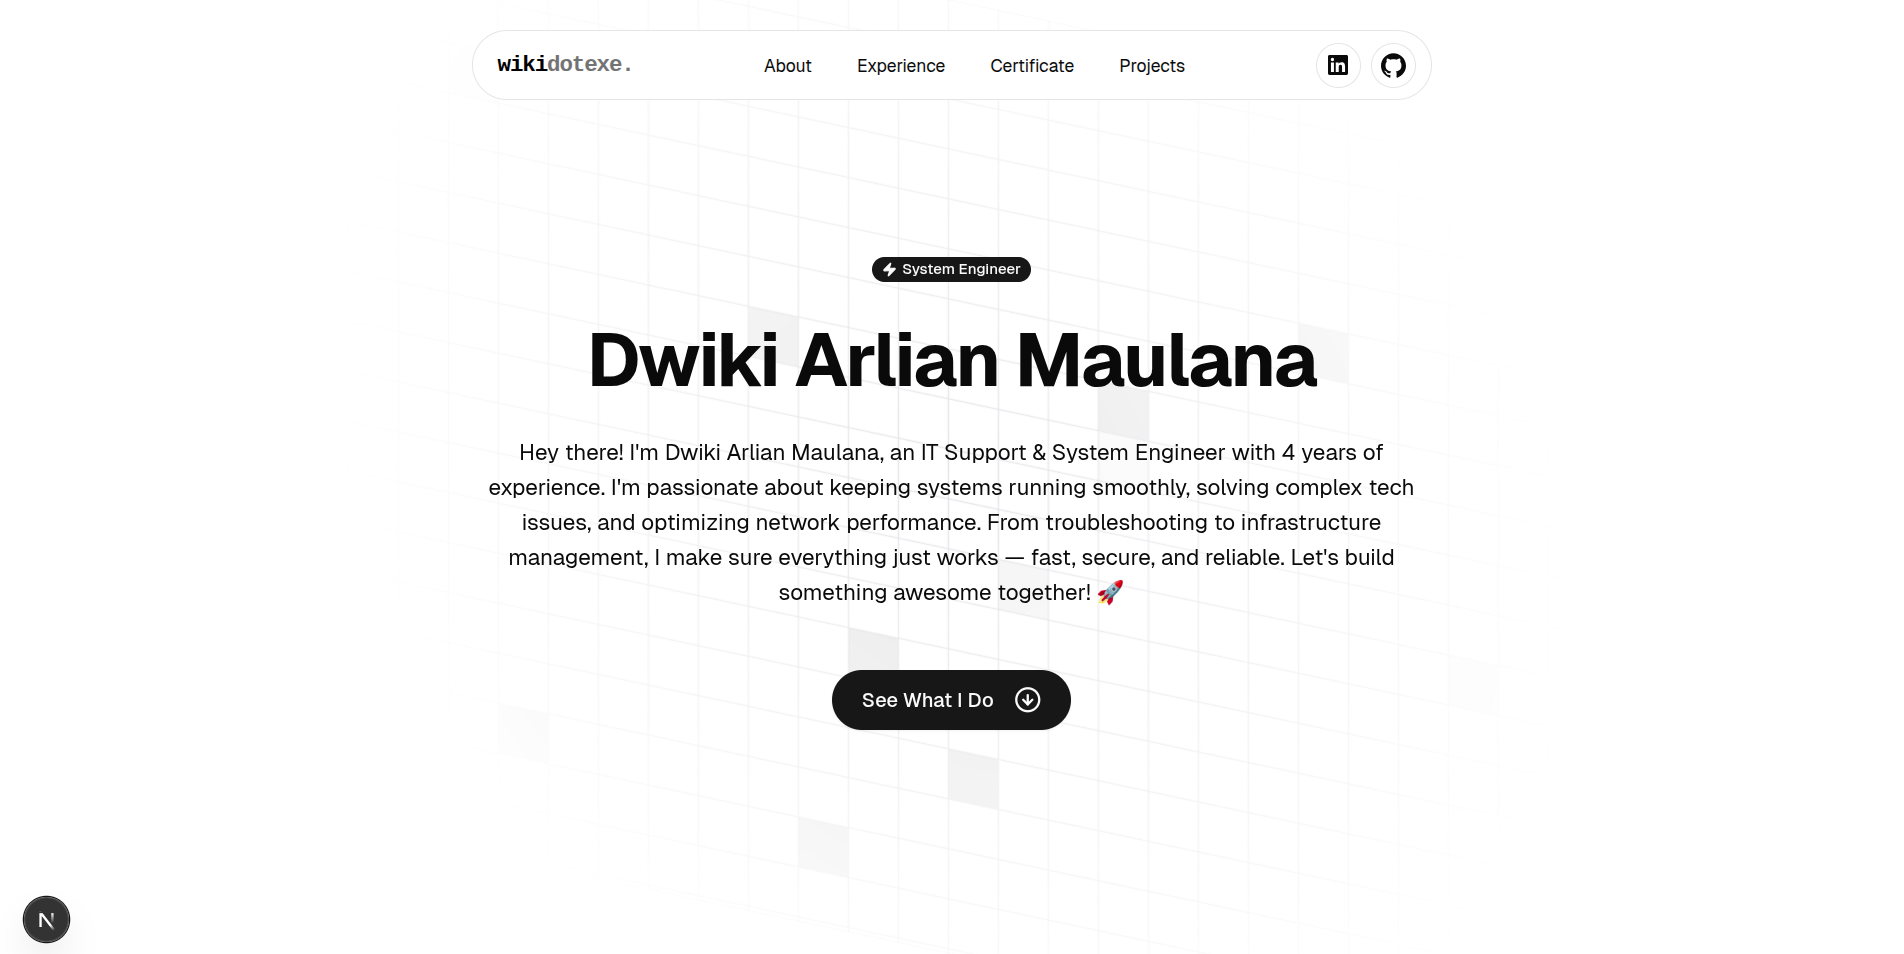 wikidotexe.
About
Experience
Certificate
Projects
in
System Engineer
Dwiki Arlian Maulana
Hey there! I'm Dwiki Arlian Maulana, an IT Support & System Engineer with 4 years of
experience. I'm passionate about keeping systems running smoothly, solving complex tech
issues, and optimizing network performance. From troubleshooting to infrastructure
management, I make sure everything just works — fast, secure, and reliable. Let's build
something awesome together! 🚀
See What I Do
N